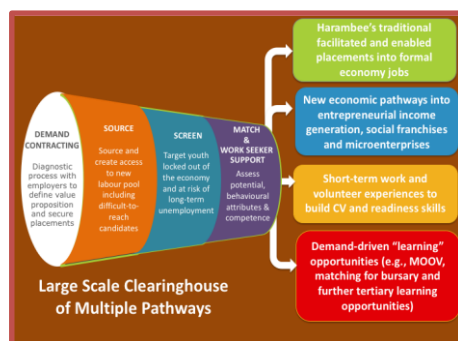 DEMAND
CONTRACTING
Diagnostic
process with
employers to
define value
proposition
and secure
placements
SOURCE
Source and
create access
to new
labour pool
including
difficult-to-
reach
candidates
SCREEN
Target youth
locked out of
the economy
and at risk of
long-term
unemployment
MATCH
&
WORK SEEKER
SUPPORT
Assess
potential,
behavioural
attributes &
competence
Large Scale Clearinghouse
of Multiple Pathways
Harambee's traditional
facilitated and enabled
placements into formal
economy jobs
New economic pathways into
entrepreneurial income
generation, social franchises
and microenterprises
Short-term work and
volunteer experiences to
build CV and readiness skills
Demand-driven “learning”
opportunities (e.g., MOOV,
matching for bursary and
further tertiary learning
opportunities)